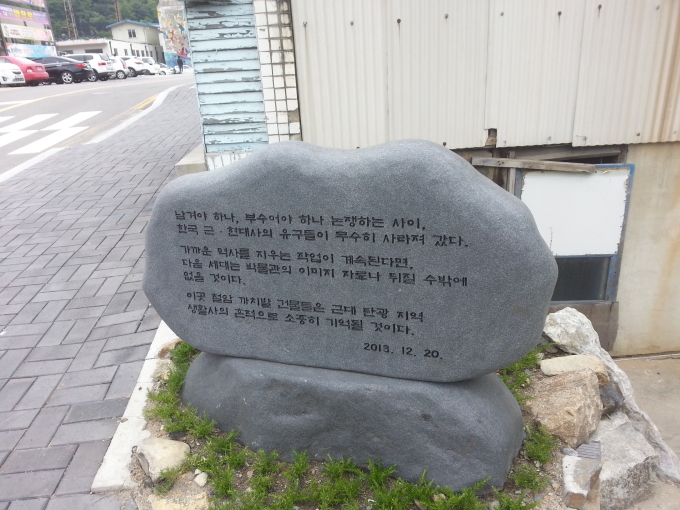 남겨야 하나, 부수어야 하나 논쟁하는 사이,
한국 근·현대사의 유구들이 무수히 사라져 갔다.
가까운 역사를 지우는 작업이 계속된다면,
다음 세대는 박물관의 이미지 자료나 뒤질 수밖에
없을 것이다.
이곳 철암 까치발 건물들은 근대 탄광 지역
생활사의 흔적으로 소중히 기억될 것이다.
2013. 12. 20.